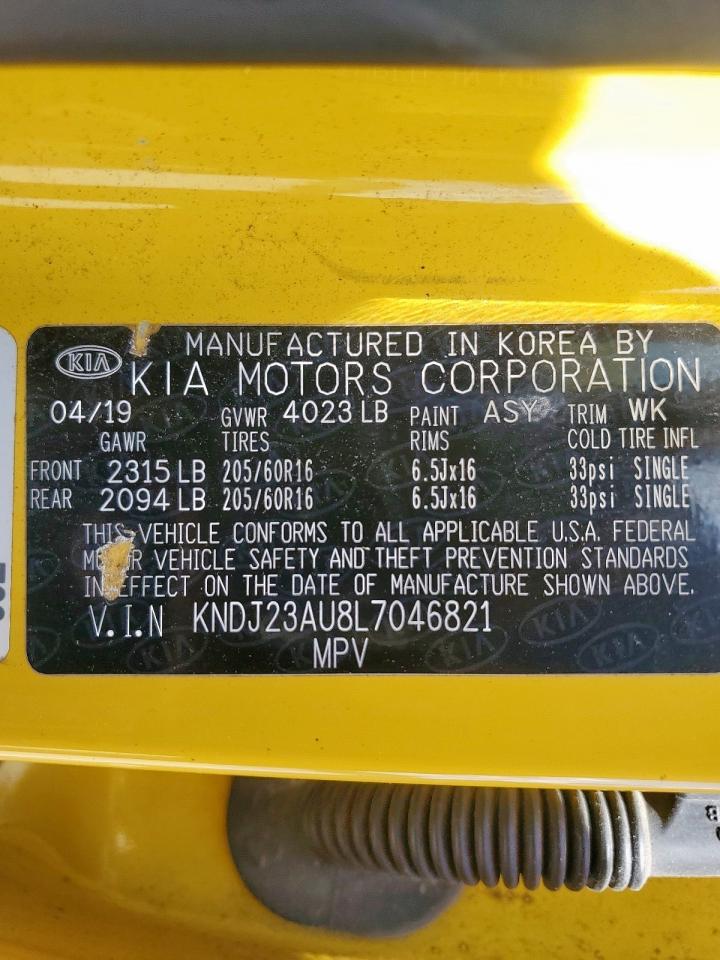 KIA MANUFACTURED IN KOREA BY
KIA MOTORS CORPORATION
04/19 GVWR 4023 LB PAINT ASY TRIM WK
GAWR TIRES RIMS COLD TIRE INFL
FRONT 2315 LB 205/60R16 6.5Jx16 33psi SINGLE
REAR 2094 LB 205/60R16 6.5Jx16 33psi SINGLE
THIS VEHICLE CONFORMS TO ALL APPLICABLE U.S.A. FEDERAL
VEHICLE SAFETY AND THEFT PREVENTION STANDARDS
IN EFFECT ON THE DATE OF MANUFACTURE SHOWN ABOVE.
V.I.N KNDJ23AU8L7046821
MPV